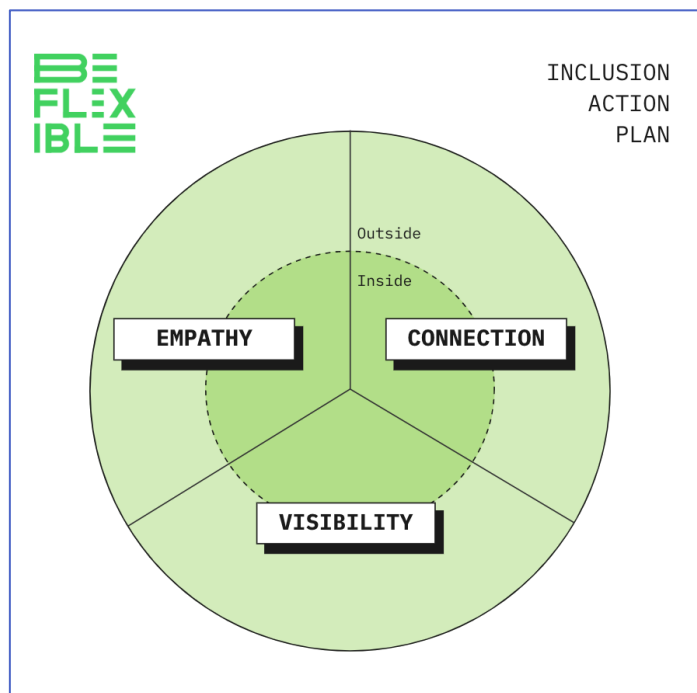 BE
FLEX
IBLE
INCLUSION
ACTION
PLAN
Outside
Inside
EMPATHY
CONNECTION
VISIBILITY